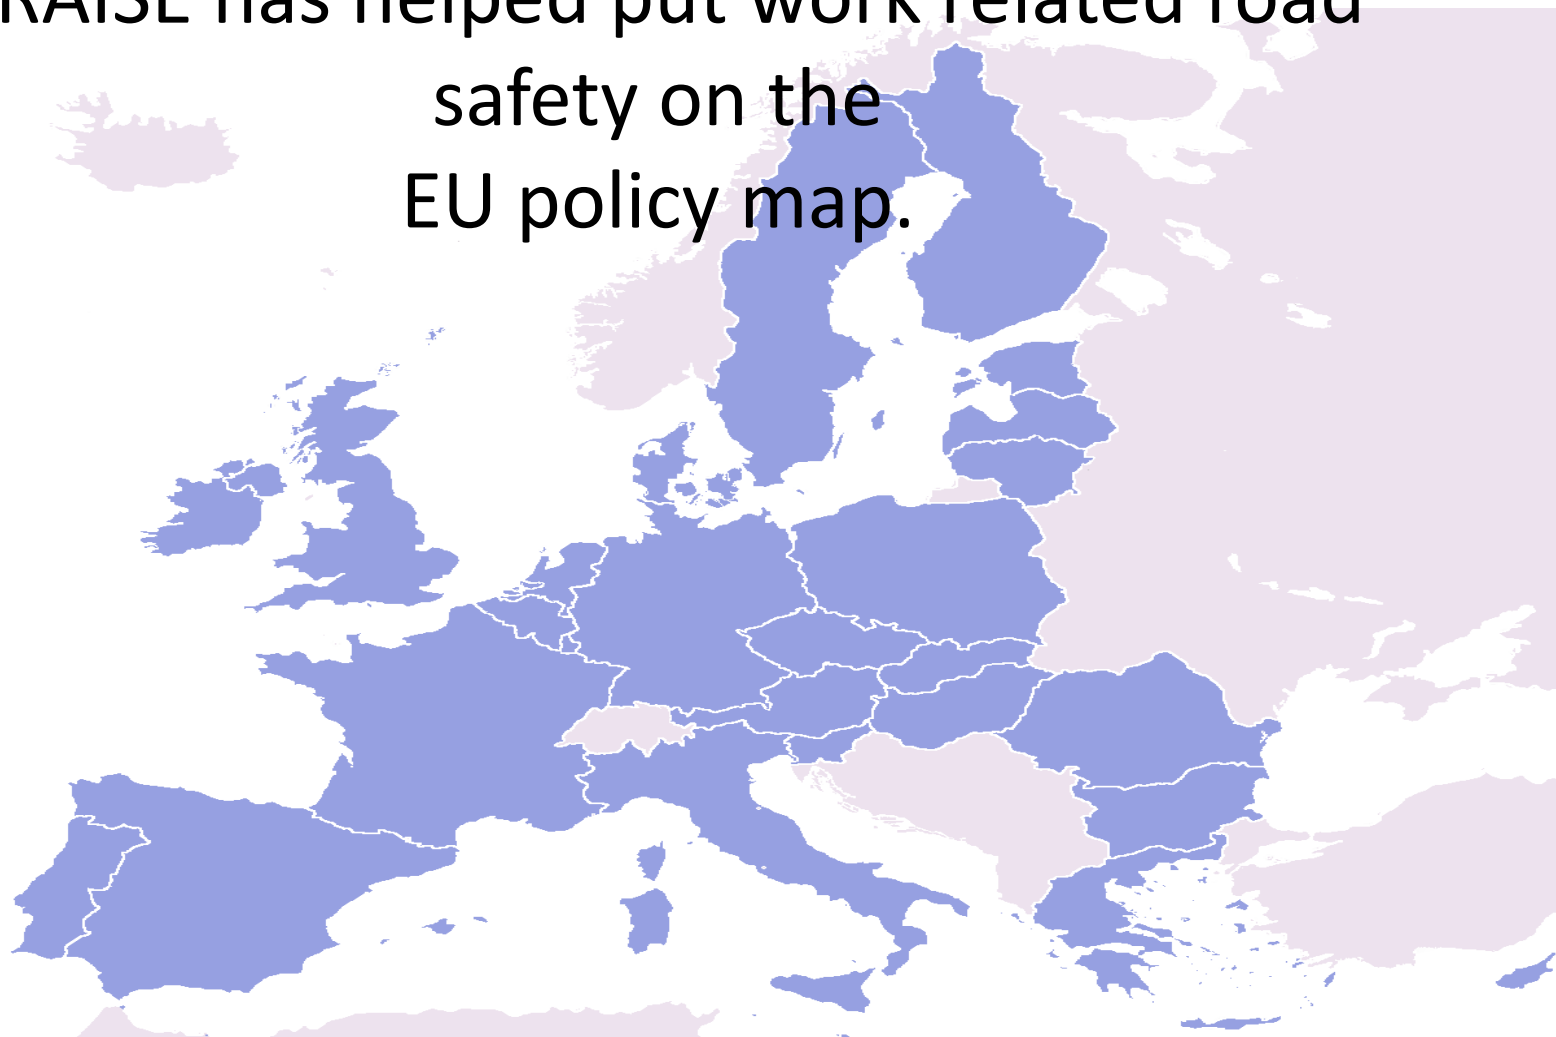 RAISE has helped put work related road
safety on the
EU policy map.